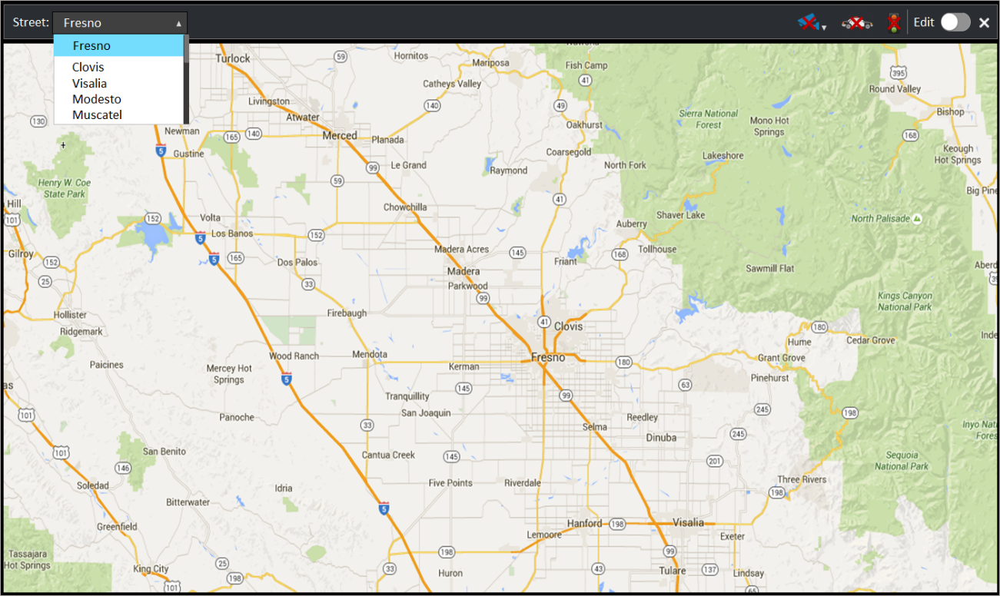 Street: Fresno
Edit
Fresno
Clovis
Visalia
Modesto
Muscatel
Turlock
59
Hornitos
Mariposa
Fish Camp
395
Catheys Valley
41
Round Valley
Livingston
140
49
130
Atwater
Sierra National
Forest
Mono Hot
Springs
Bishop
Oakhurst
Newman
165
140
Merced
Planada
168
Gustine
5
Coarsegold
Lakeshore
Keough
Hot Springs
99
Le Grand
Raymond
North Fork
Henry W. Coe
State Park
59
Big Pine
41
Hill
Chowchilla
101
152
Volta
Shaver Lake
North Palisade
Auberry
Los Banos
152
5
Gilroy
152
5
165
Dos Palos
Madera Acres
145
Friant
168
Tollhouse
Madera
Sawmill Flat
Aberd
25
33
Parkwood
99
Kings Canyon
National Park
Hollister
Firebaugh
41
Clovis
180
Ridgemark
Hume
Cedar Grove
Inde
Paicines
Wood Ranch
Mendota
Fresno
180
Grant Grove
Mercey Hot
Springs
Kerman
5
Pinehurst
as
145
63
Tranquillity
99
101
Panoche
San Joaquin
Reedley
245
198
33
Selma
Inyo Nation
Fores
Dinuba
245
101
San Benito
Cantua Creek
145
201
Sequoia
National Park
146
Soledad
Idria
Five Points
Riverdale
Three Rivers
198
Bitterwater
5
Greenfield
Hanford
198
Visalia
Lemoore
Exeter
Tassajara
Hot Springs
198
99
King City
25
198
33
Huron
43
Tulare
137
Lindsay
101
65